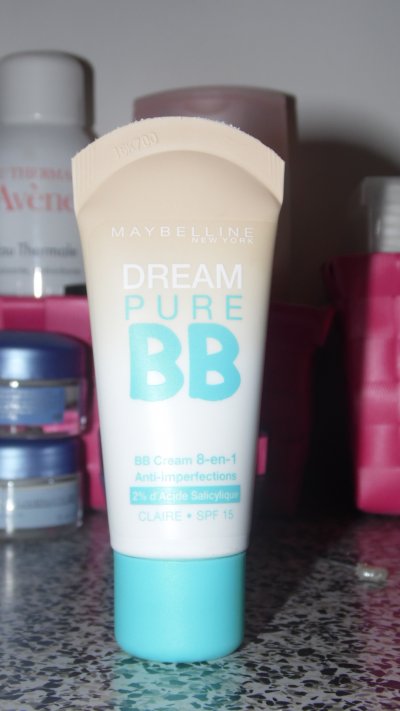 Avène
Eau Thermale
MAYBELLINE
NEW YORK
DREAM
PURE
BB
BB Cream 8-en-1
Anti-Imperfections
2% d'Acide Salicylique
CLAIRE • SPF 15